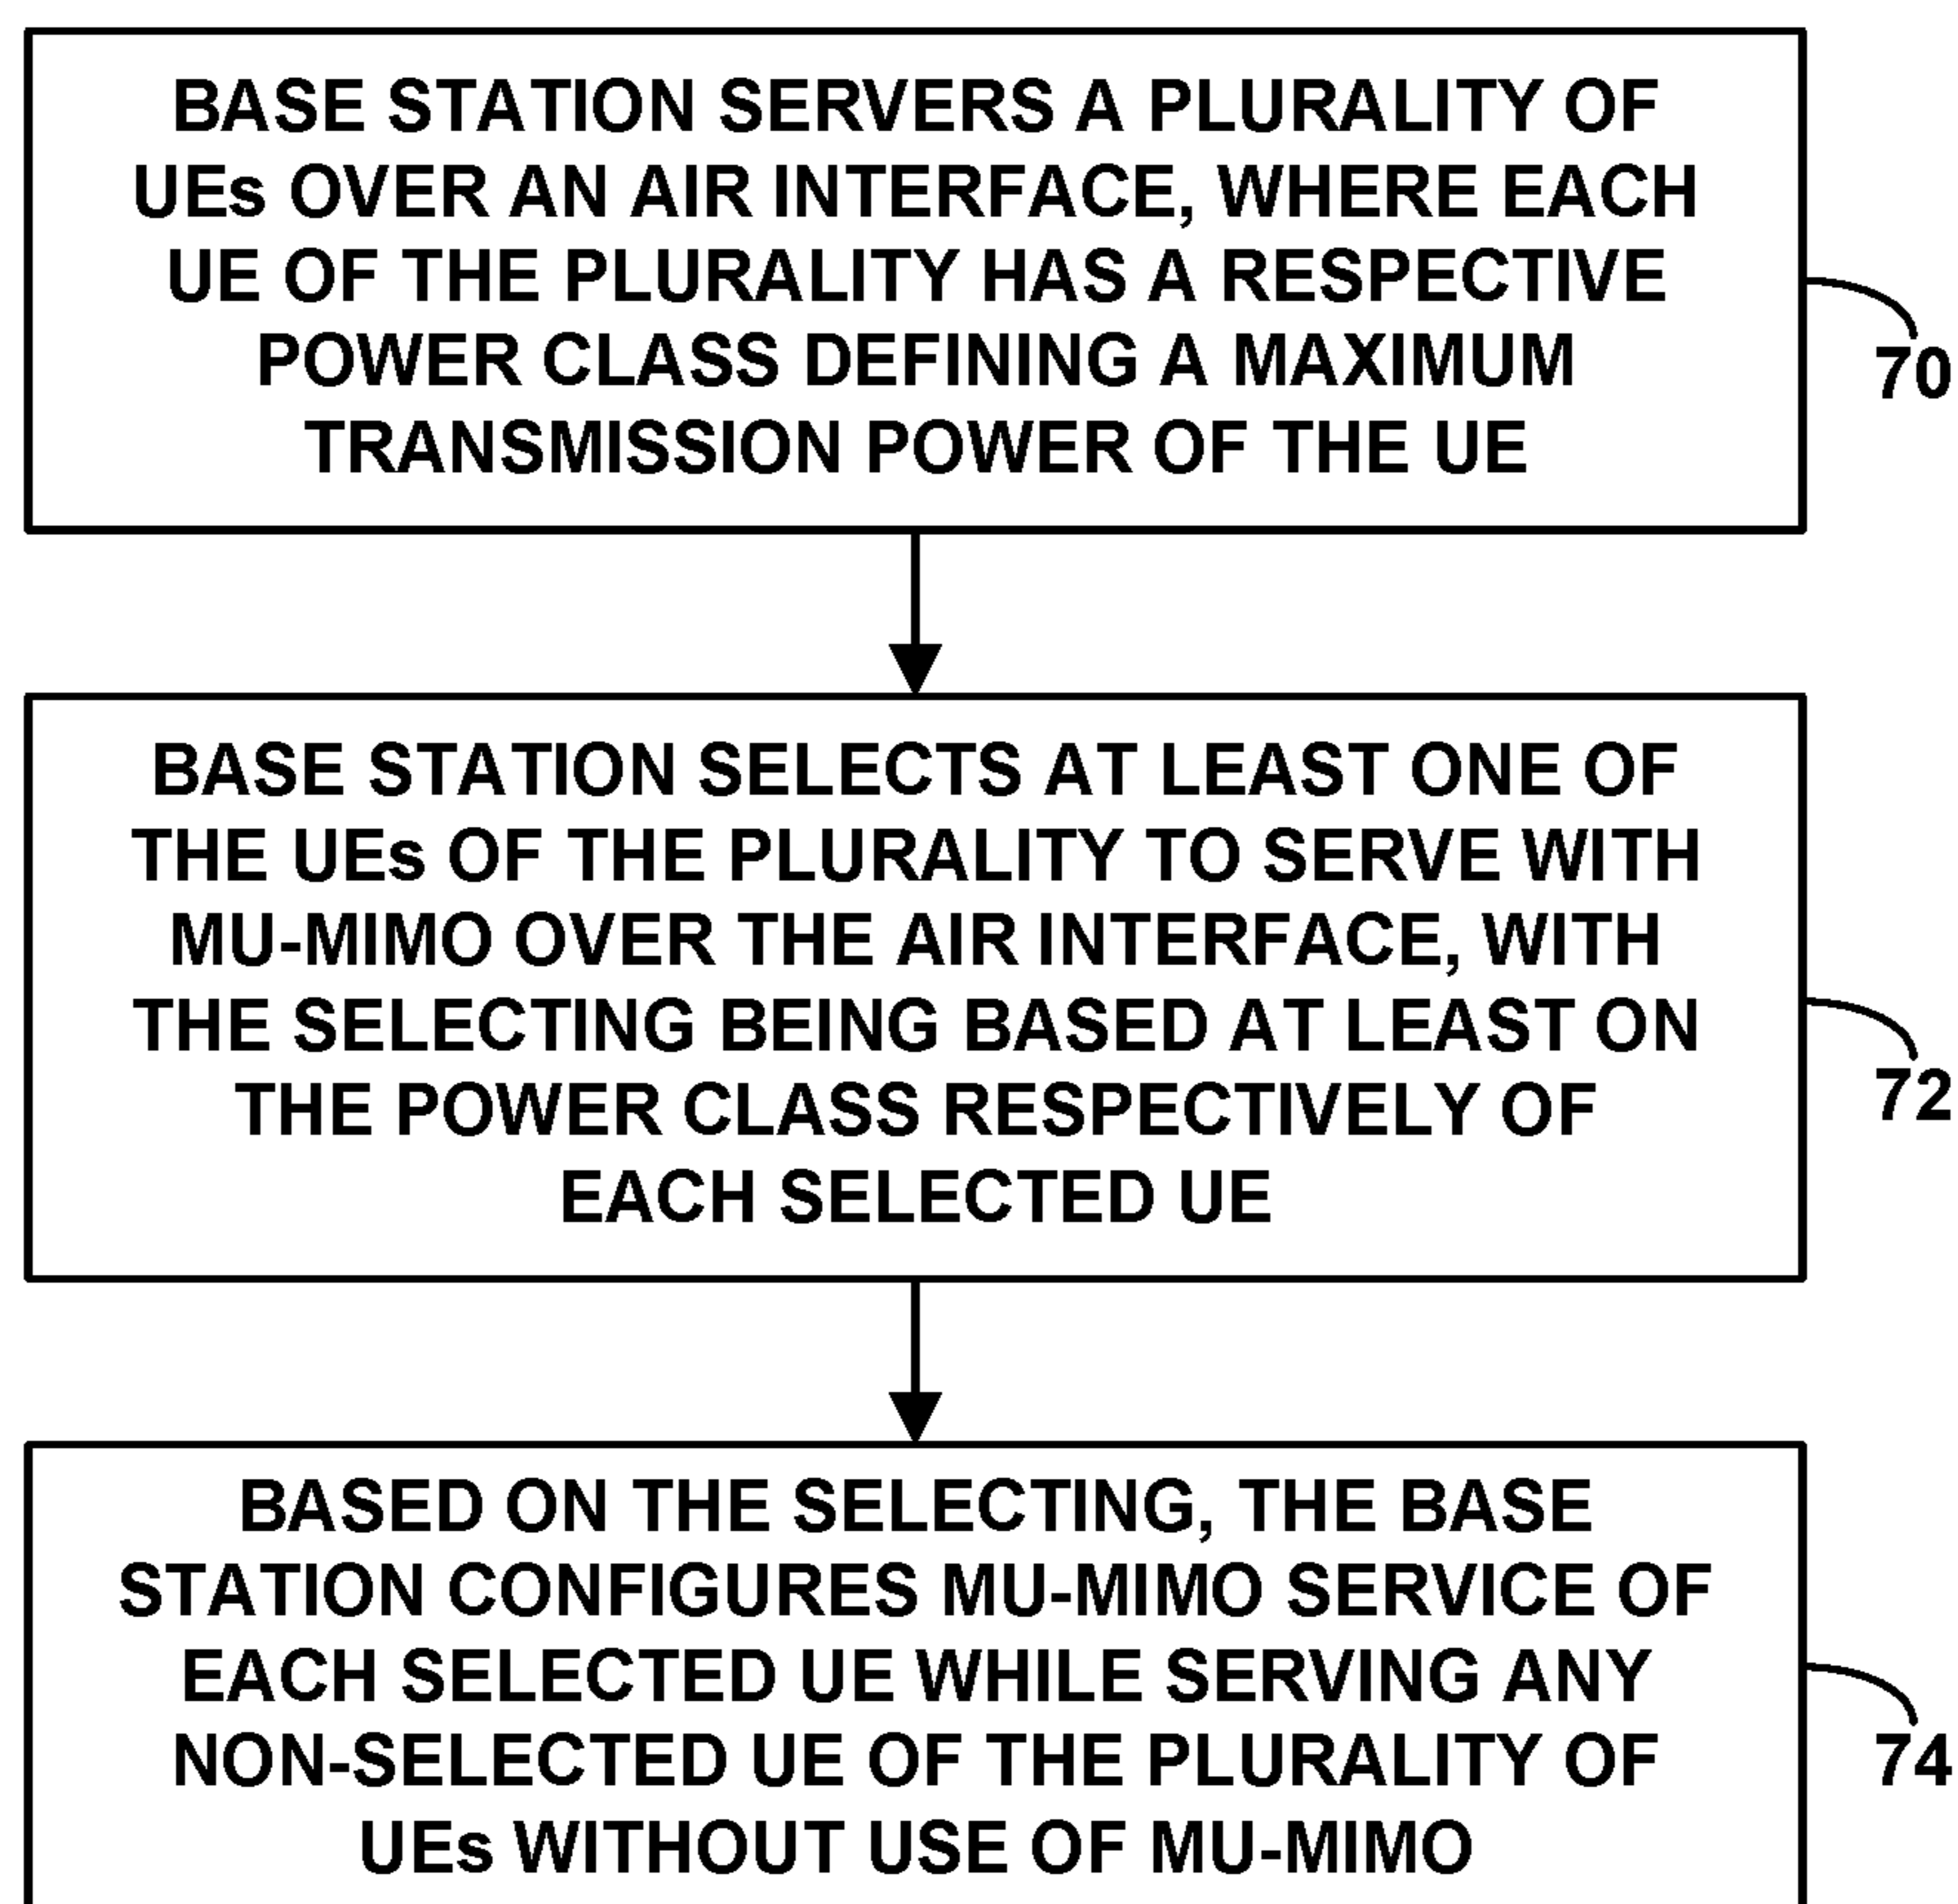 BASE STATION SERVERS A PLURALITY OF
UEs OVER AN AIR INTERFACE, WHERE EACH
UE OF THE PLURALITY HAS A RESPECTIVE
POWER CLASS DEFINING A MAXIMUM
TRANSMISSION POWER OF THE UE
70
BASE STATION SELECTS AT LEAST ONE OF
THE UEs OF THE PLURALITY TO SERVE WITH
MU-MIMO OVER THE AIR INTERFACE, WITH
THE SELECTING BEING BASED AT LEAST ON
THE POWER CLASS RESPECTIVELY OF
EACH SELECTED UE
72
BASED ON THE SELECTING, THE BASE
STATION CONFIGURES MU-MIMO SERVICE OF
EACH SELECTED UE WHILE SERVING ANY
NON-SELECTED UE OF THE PLURALITY OF
UEs WITHOUT USE OF MU-MIMO
74